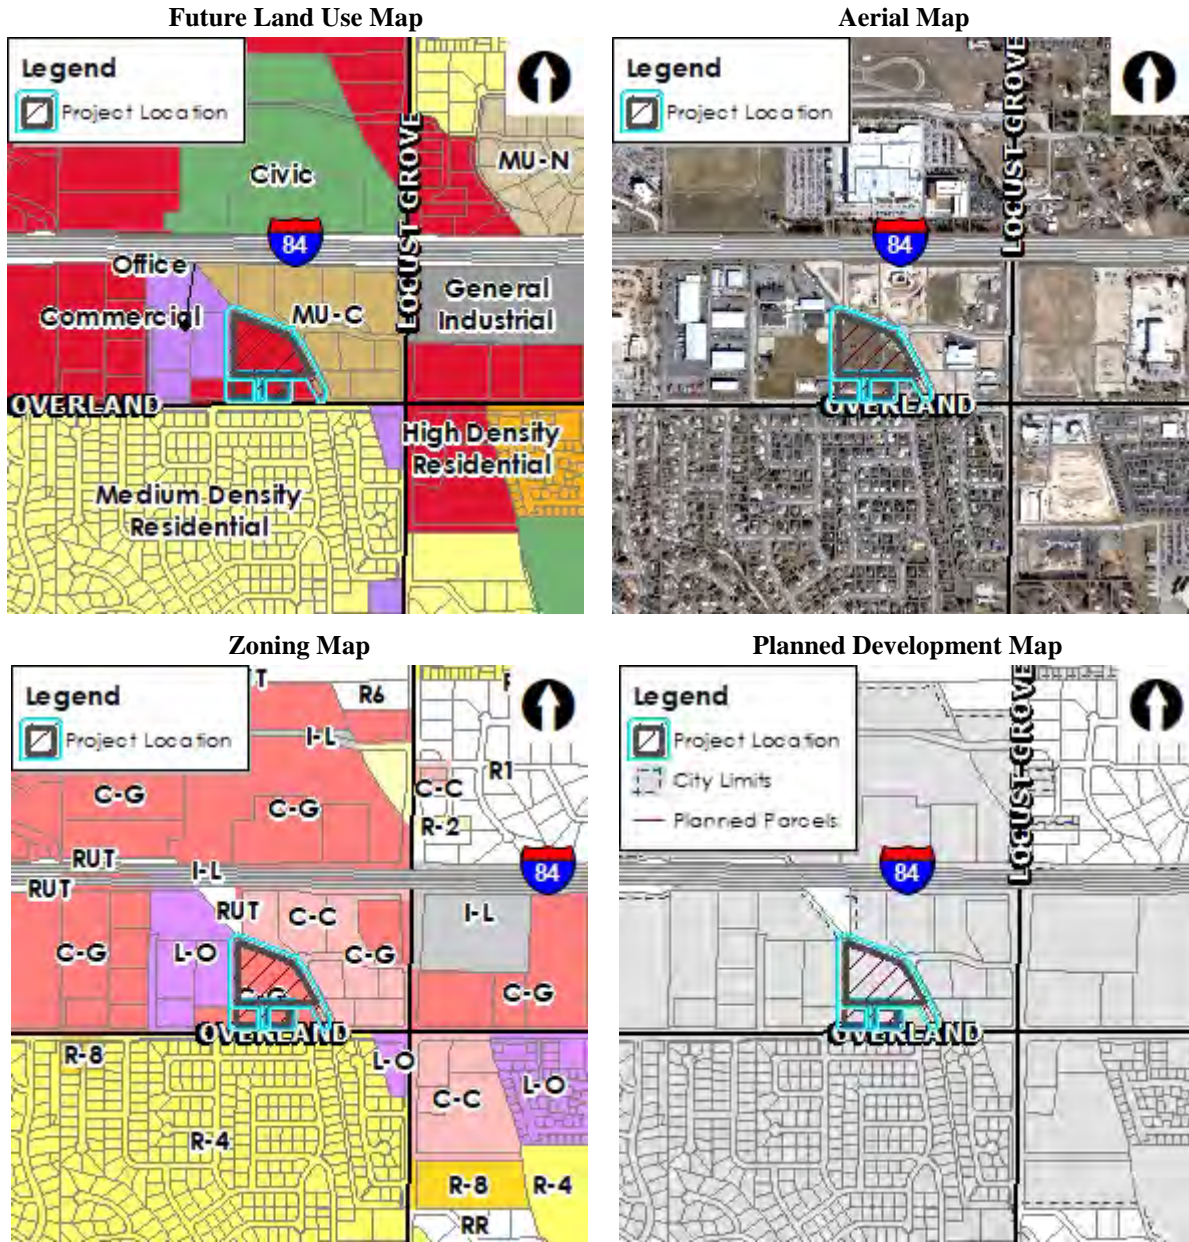 Future Land Use Map
Legend
Project Location
Civic
MU-N
LOCUST GROVE
84
Office
Commercial
MU-C
General
Industrial
OVERLAND
High Density
Residential
Medium Density
Residential
Aerial Map
Legend
Project Location
LOCUST GROVE
84
OVERLAND
Zoning Map
Legend
Project Location
R6
I-L
R1
C-G
C-G
C-C
R-2
RUT
I-L
84
RUT
RUT
C-C
I-L
C-G
L-O
C-G
C-G
C-G
OVERLAND
R-8
L-O
L-O
C-C
R-4
R-8
R-4
RR
Planned Development Map
Legend
Project Location
City Limits
Planned Parcels
LOCUST GROVE
84
OVERLAND